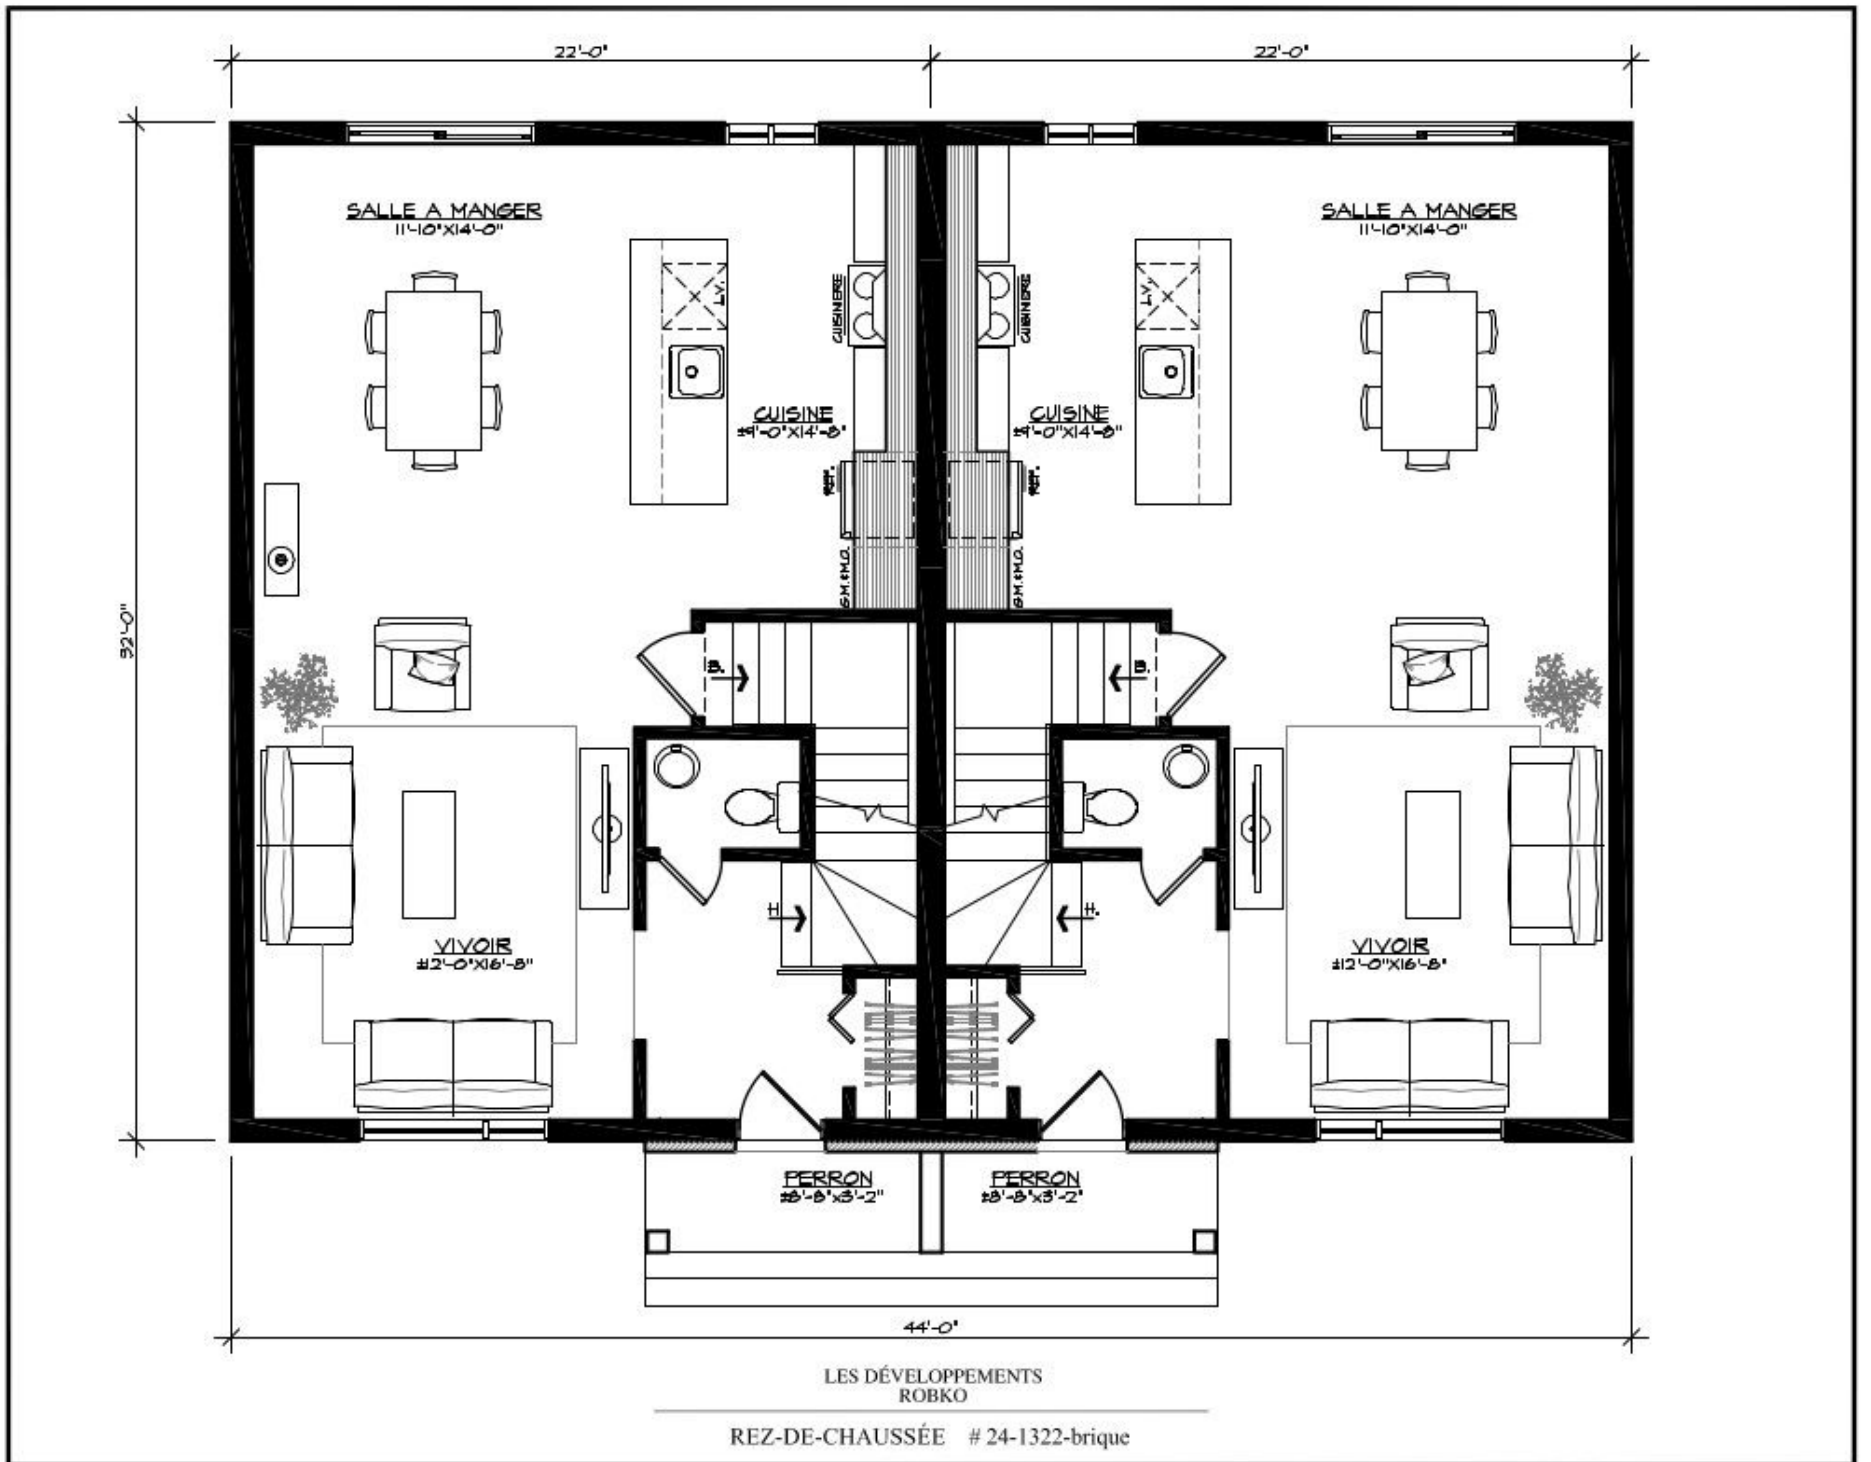 22'-0"
22'-0"
32'-0"
SALLE A MANGER
11'-10"X14'-0"
SALLE A MANGER
11'-10"X14'-0"
L.V.
CUISINIERE
CUISINIERE
L.V.
CUISINE
±9'-0"X14'-8"
CUISINE
±9'-0"X14'-8"
REF.
REF.
G.M.&M.O.
G.M.&M.O.
B.
B.
H.
H.
VIVOIR
±12'-0"X16'-8"
VIVOIR
±12'-0"X16'-8"
PERRON
±8'-8"x3'-2"
PERRON
±8'-8"x3'-2"
44'-0"
LES DÉVELOPPEMENTS
ROBKO
REZ-DE-CHAUSSÉE # 24-1322-brique